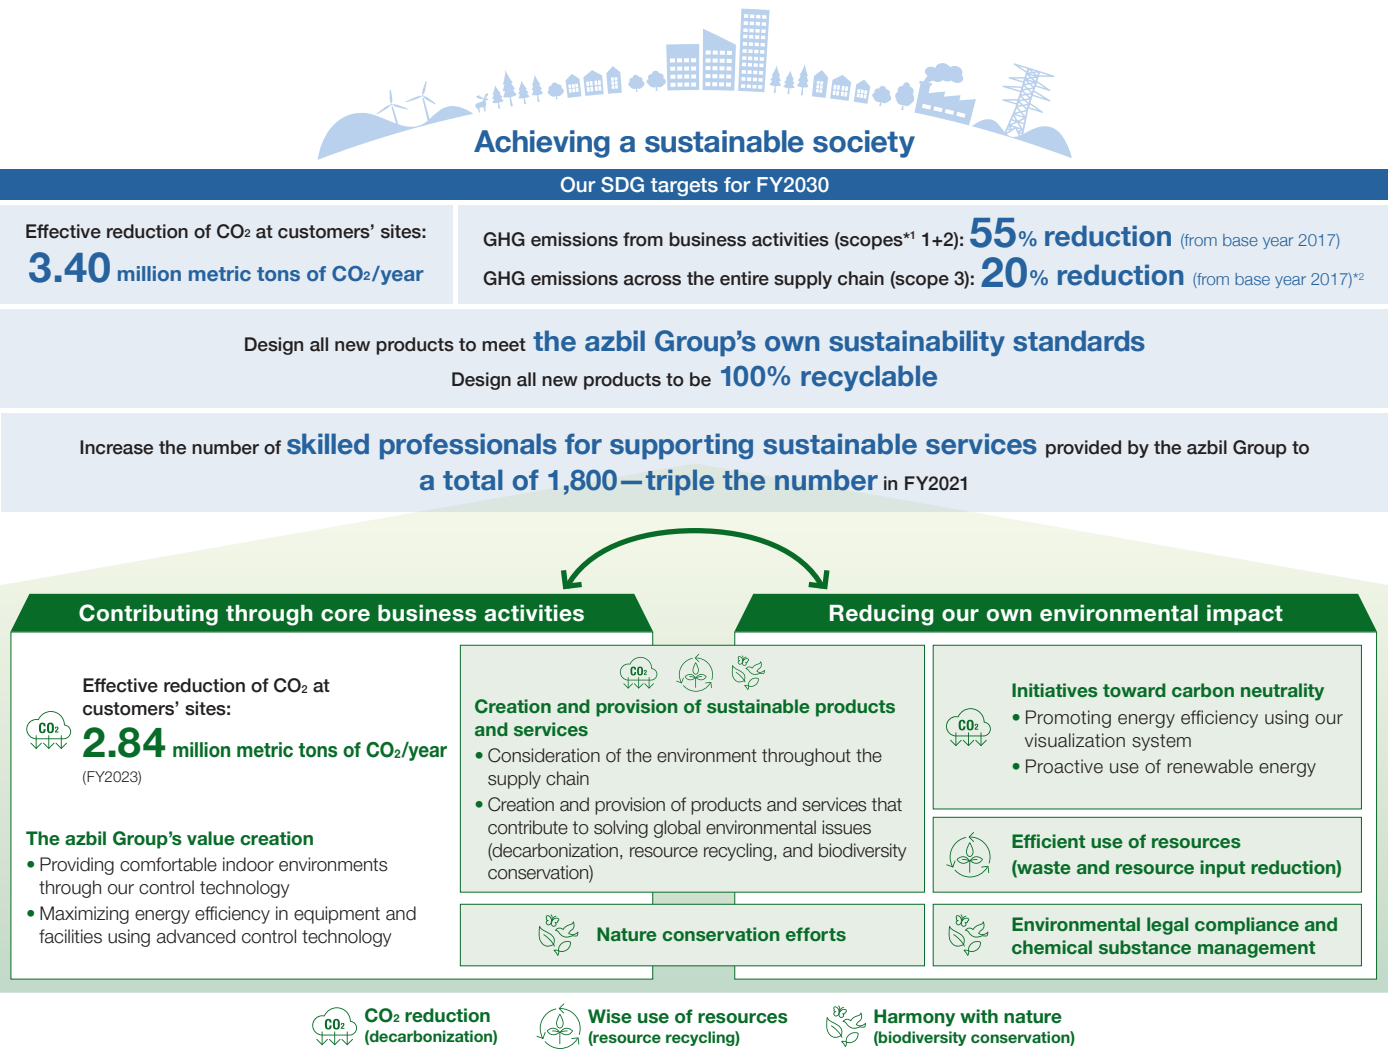 Achieving a sustainable society
Our SDG targets for FY2030
Effective reduction of CO2 at customers' sites:
3.40 million metric tons of CO2/year
GHG emissions from business activities (scopes*1 1+2): 55% reduction (from base year 2017)
GHG emissions across the entire supply chain (scope 3): 20% reduction (from base year 2017)*2
Design all new products to meet the azbil Group's own sustainability standards
Design all new products to be 100% recyclable
Increase the number of skilled professionals for supporting sustainable services provided by the azbil Group to
a total of 1,800—triple the number in FY2021
Contributing through core business activities
Effective reduction of CO2 at
customers' sites:
CO2
2.84 million metric tons of CO2/year
(FY2023)
The azbil Group's value creation
• Providing comfortable indoor environments
through our control technology
• Maximizing energy efficiency in equipment and
facilities using advanced control technology
CO2
Creation and provision of sustainable products
and services
• Consideration of the environment throughout the
supply chain
• Creation and provision of products and services that
contribute to solving global environmental issues
(decarbonization, resource recycling, and biodiversity
conservation)
Nature conservation efforts
Reducing our own environmental impact
CO2
Initiatives toward carbon neutrality
• Promoting energy efficiency using our
visualization system
• Proactive use of renewable energy
Efficient use of resources
(waste and resource input reduction)
Environmental legal compliance and
chemical substance management
CO2
CO2 reduction
(decarbonization)
Wise use of resources
(resource recycling)
Harmony with nature
(biodiversity conservation)